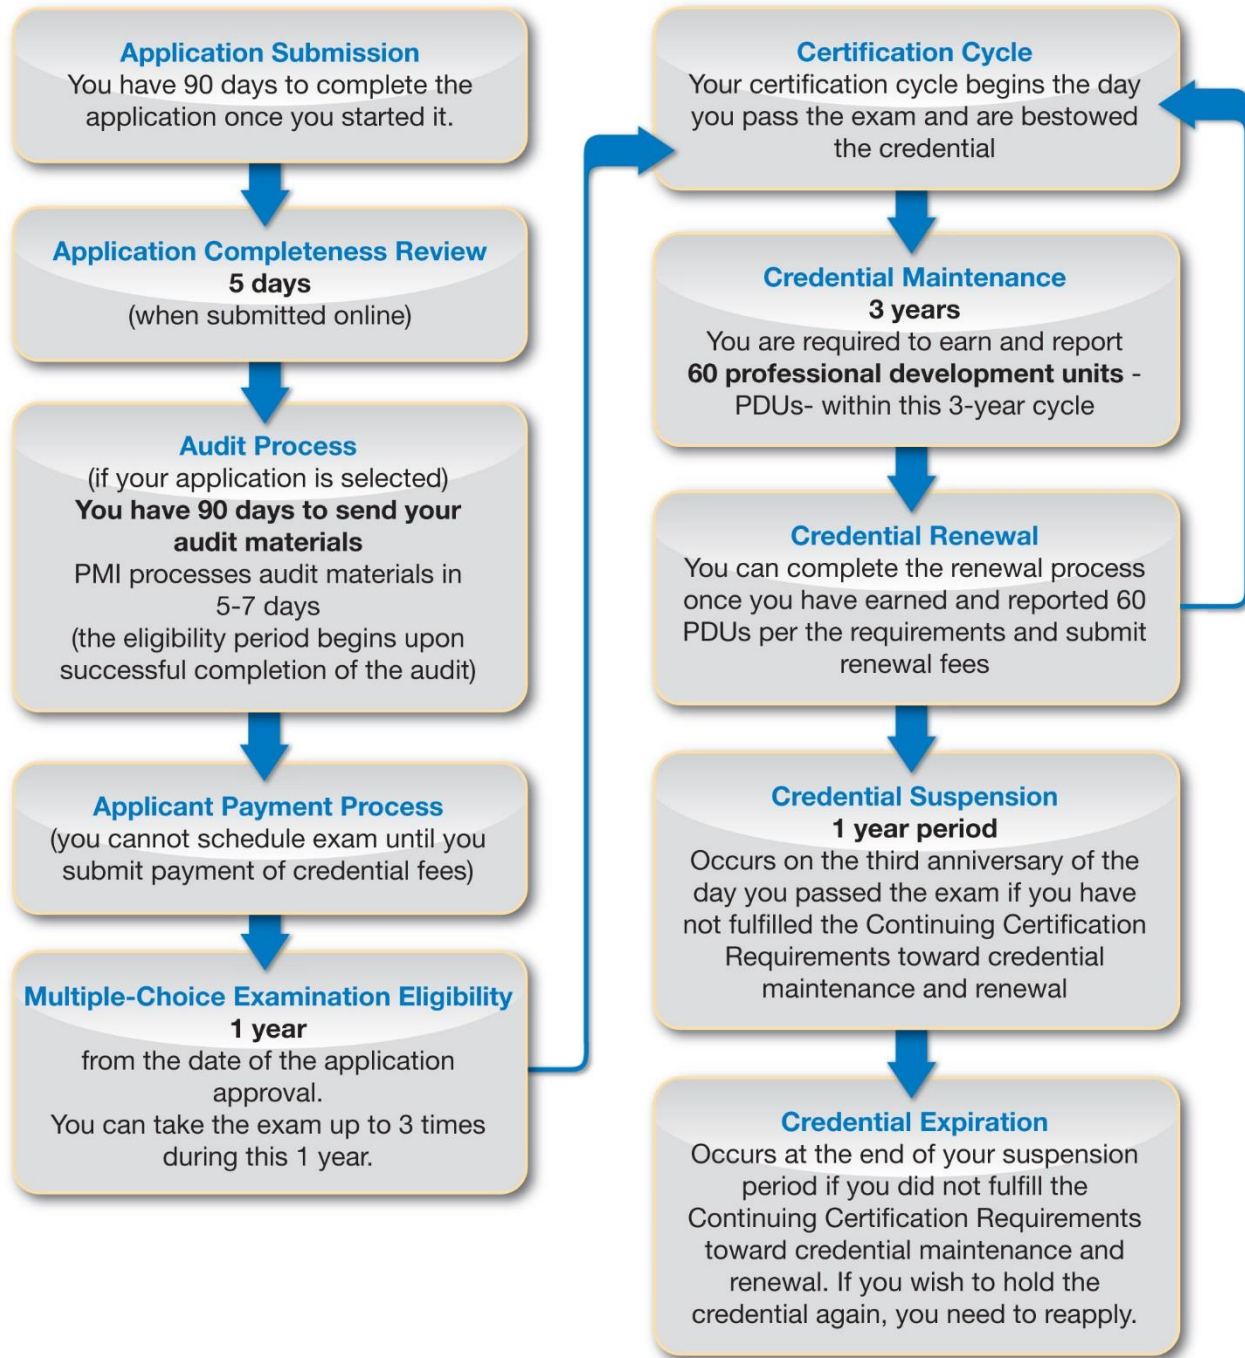 Application Submission
You have 90 days to complete the
application once you started it.
Application Completeness Review
5 days
(when submitted online)
Audit Process
(if your application is selected)
You have 90 days to send your
audit materials
PMI processes audit materials in
5-7 days
(the eligibility period begins upon
successful completion of the audit)
Applicant Payment Process
(you cannot schedule exam until you
submit payment of credential fees)
Multiple-Choice Examination Eligibility
1 year
from the date of the application
approval.
You can take the exam up to 3 times
during this 1 year.
Certification Cycle
Your certification cycle begins the day
you pass the exam and are bestowed
the credential
Credential Maintenance
3 years
You are required to earn and report
60 professional development units -
PDUs- within this 3-year cycle
Credential Renewal
You can complete the renewal process
once you have earned and reported 60
PDUs per the requirements and submit
renewal fees
Credential Suspension
1 year period
Occurs on the third anniversary of the
day you passed the exam if you have
not fulfilled the Continuing Certification
Requirements toward credential
maintenance and renewal
Credential Expiration
Occurs at the end of your suspension
period if you did not fulfill the
Continuing Certification Requirements
toward credential maintenance and
renewal. If you wish to hold the
credential again, you need to reapply.